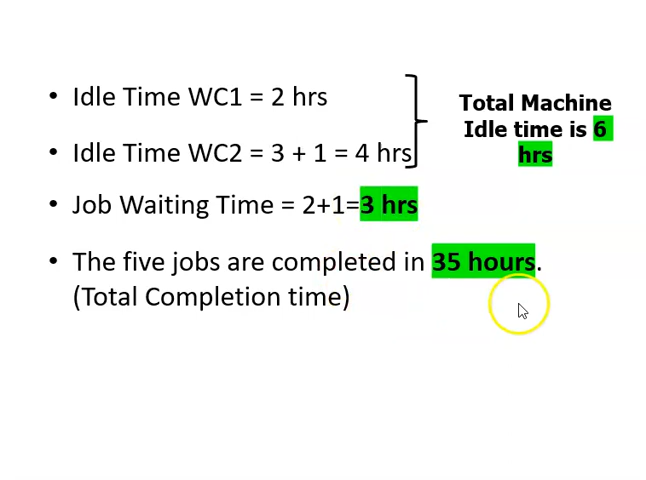 • Idle Time WC1 = 2 hrs
• Idle Time WC2 = 3 + 1 = 4 hrs
Total Machine
Idle time is 6
hrs
• Job Waiting Time = 2+1=3 hrs
• The five jobs are completed in 35 hours.
(Total Completion time)